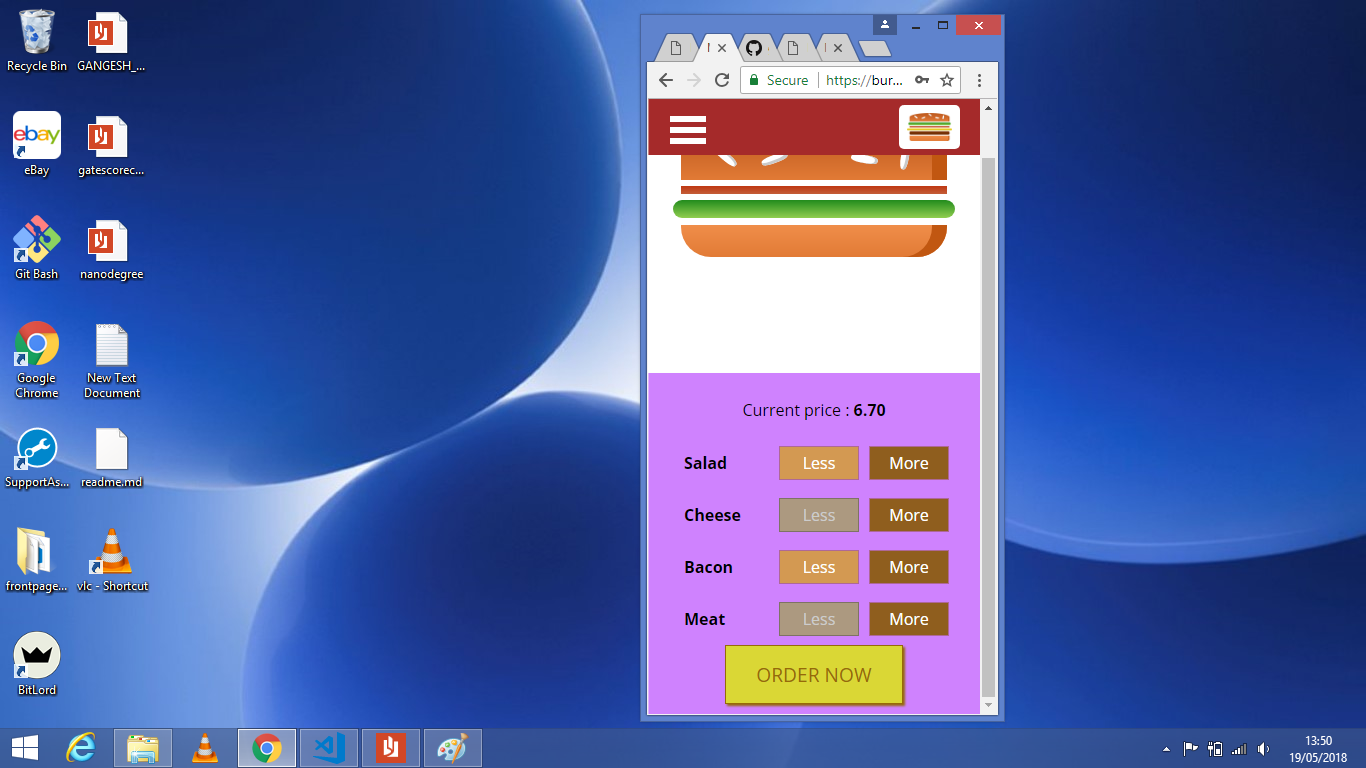 Recycle Bin
GANGESH_...
eBay
gatescorec...
Git Bash
nanodegree
Google
Chrome
New Text
Document
SupportAs...
readme.md
frontpage...
vlc - Shortcut
BitLord
Secure
https://bur...
Current price : 6.70
Salad Less More
Cheese Less More
Bacon Less More
Meat Less More
ORDER NOW
ebay
13:50
19/05/2018